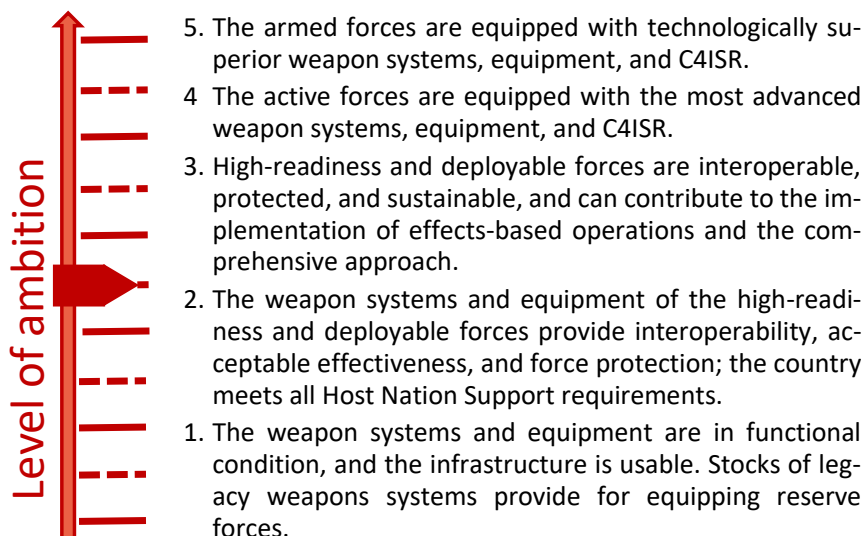 Level of ambition
5. The armed forces are equipped with technologically su-
perior weapon systems, equipment, and C4ISR.
4 The active forces are equipped with the most advanced
weapon systems, equipment, and C4ISR.
3. High-readiness and deployable forces are interoperable,
protected, and sustainable, and can contribute to the im-
plementation of effects-based operations and the com-
prehensive approach.
2. The weapon systems and equipment of the high-readi-
ness and deployable forces provide interoperability, ac-
ceptable effectiveness, and force protection; the country
meets all Host Nation Support requirements.
1. The weapon systems and equipment are in functional
condition, and the infrastructure is usable. Stocks of leg-
acy weapons systems provide for equipping reserve
forces.